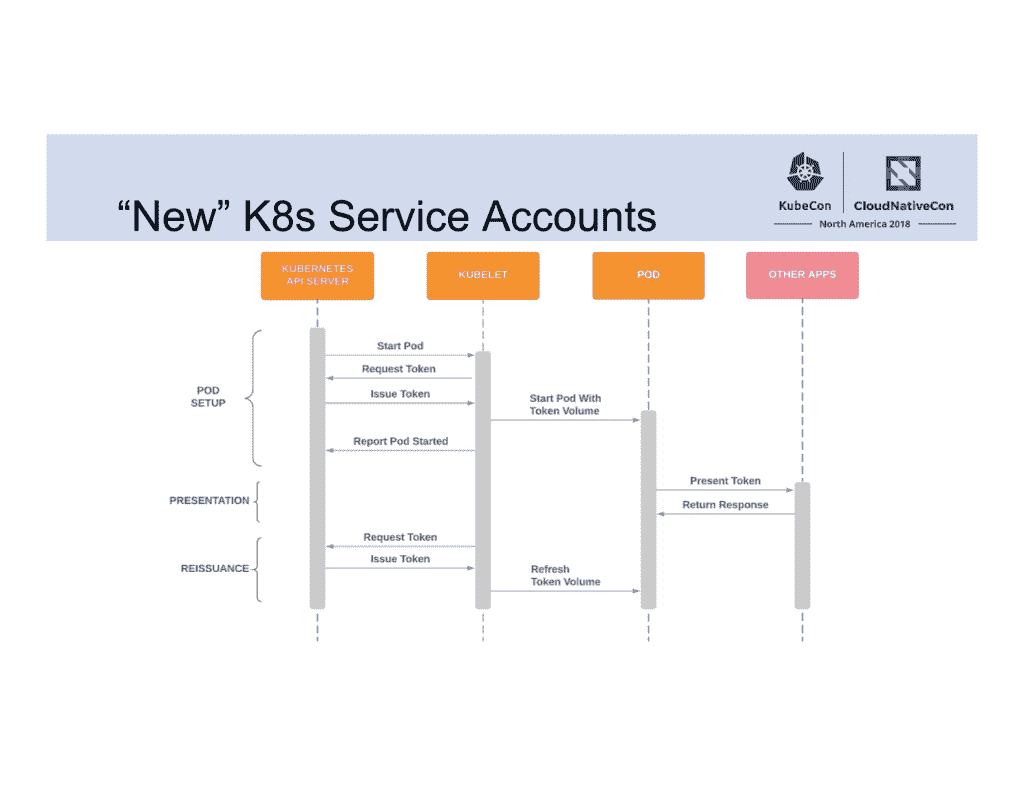 “New” K8s Service Accounts
KubeCon
CloudNativeCon
North America 2018
KUBERNETES
API SERVER
KUBELET
POD
OTHER APPS
Start Pod
Request Token
POD
SETUP
Issue Token
Start Pod With
Token Volume
Report Pod Started
PRESENTATION
Present Token
Return Response
Request Token
REISSUANCE
Issue Token
Refresh
Token Volume